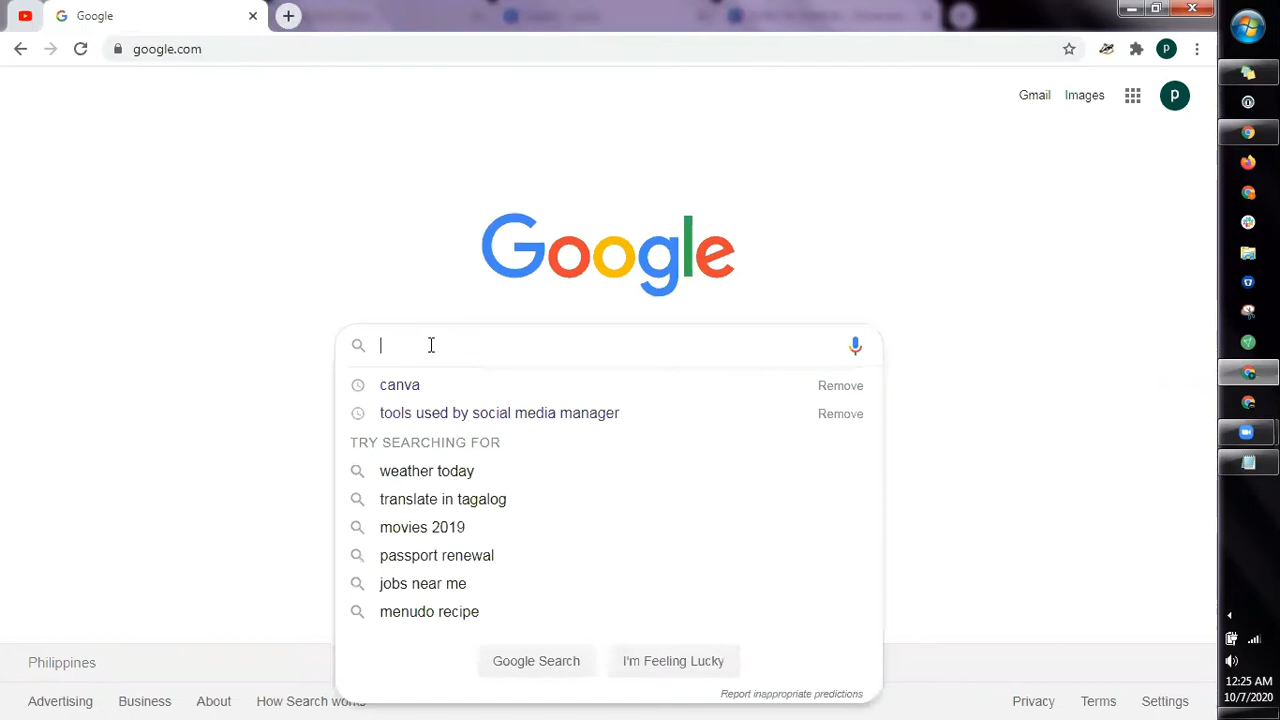 Google
google.com
p
Gmail
Images
p
Google
canva
Remove
tools used by social media manager
Remove
TRY SEARCHING FOR
weather today
translate in tagalog
movies 2019
passport renewal
jobs near me
menudo recipe
Google Search
I'm Feeling Lucky
Report inappropriate predictions
Philippines
Advertising
Business
About
How Search works
Privacy
Terms
Settings
12:25 AM
10/7/2020